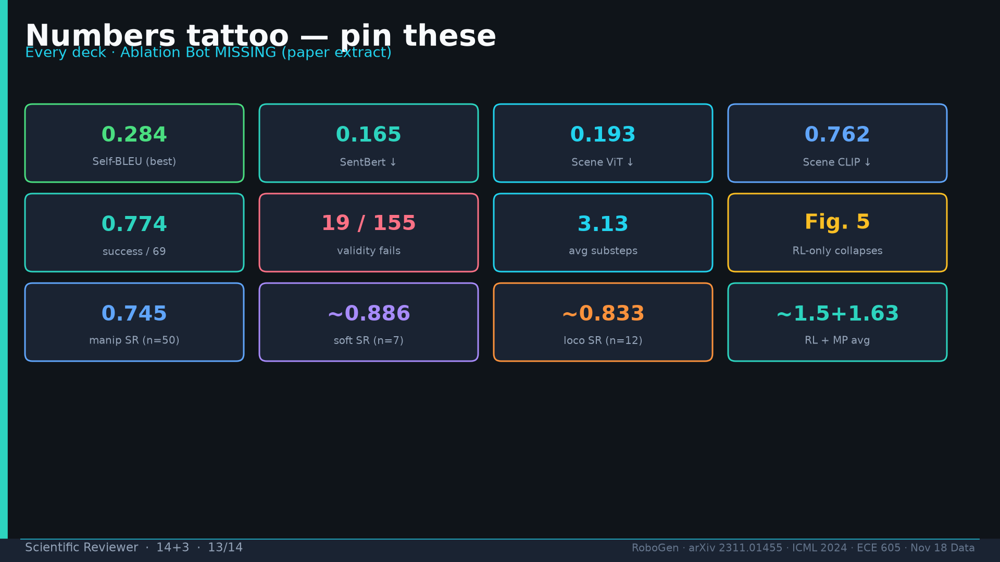 Numbers tattoo — pin these
Every deck · Ablation Bot MISSING (paper extract)
0.284
Self-BLEU (best)
0.165
SentBert ↓
0.193
Scene ViT ↓
0.762
Scene CLIP ↓
0.774
success / 69
19 / 155
validity fails
3.13
avg substeps
Fig. 5
RL-only collapses
0.745
manip SR (n=50)
~0.886
soft SR (n=7)
~0.833
loco SR (n=12)
~1.5+1.63
RL + MP avg
Scientific Reviewer · 14+3 · 13/14
RoboGen · arXiv 2311.01455 · ICML 2024 · ECE 605 · Nov 18 Data